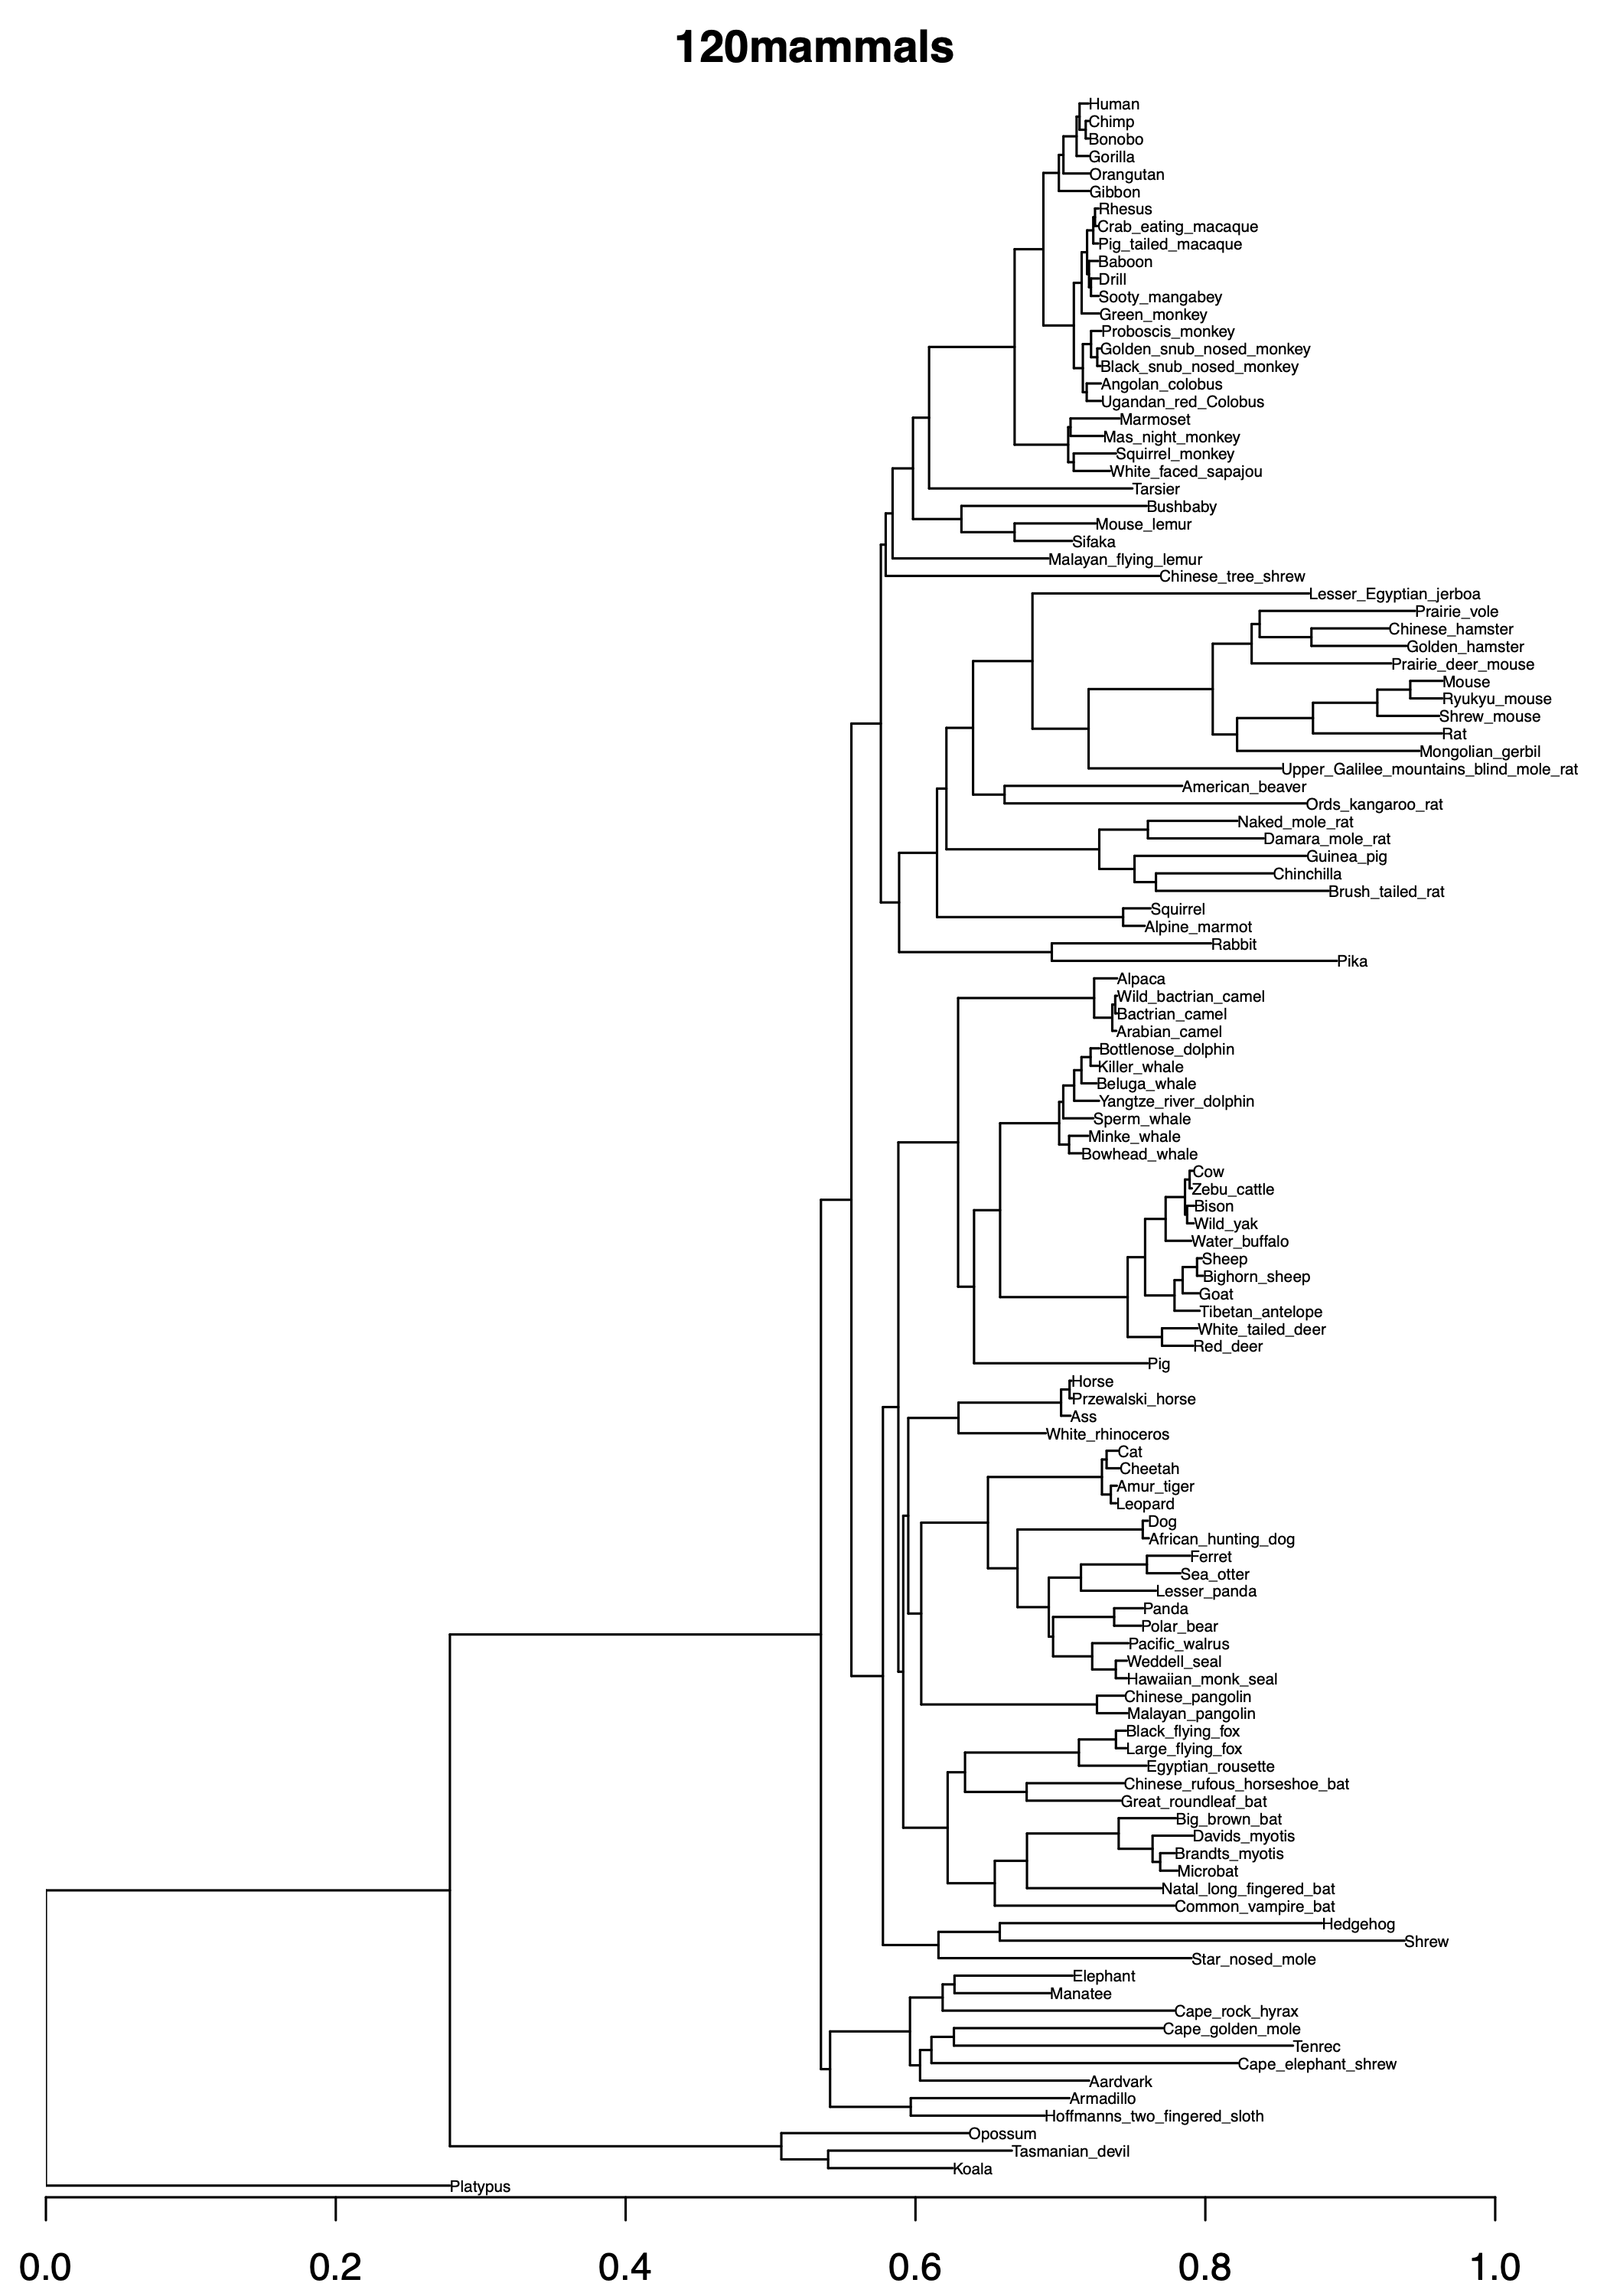 120mammals
Human
Chimp
Bonobo
Gorilla
Orangutan
Gibbon
Rhesus
Crab_eating_macaque
Pig_tailed_macaque
Baboon
Drill
Sooty_mangabey
Green_monkey
Proboscis_monkey
Golden_snub_nosed_monkey
Black_snub_nosed_monkey
Angolan_colobus
Ugandan_red_Colobus
Marmoset
Mas_night_monkey
Squirrel_monkey
White_faced_sapajou
Tarsier
Bushbaby
Mouse_lemur
Sifaka
Malayan_flying_lemur
Chinese_tree_shrew
Lesser_Egyptian_jerboa
Prairie_vole
Chinese_hamster
Golden_hamster
Prairie_deer_mouse
Mouse
Ryukyu_mouse
Shrew_mouse
Rat
Mongolian_gerbil
Upper_Galilee_mountains_blind_mole_rat
American_beaver
Ords_kangaroo_rat
Naked_mole_rat
Damara_mole_rat
Guinea_pig
Chinchilla
Brush_tailed_rat
Squirrel
Alpine_marmot
Rabbit
Pika
Alpaca
Wild_bactrian_camel
Bactrian_camel
Arabian_camel
Bottlenose_dolphin
Killer_whale
Beluga_whale
Yangtze_river_dolphin
Sperm_whale
Minke_whale
Bowhead_whale
Cow
Zebu_cattle
Bison
Wild_yak
Water_buffalo
Sheep
Bighorn_sheep
Goat
Tibetan_antelope
White_tailed_deer
Red_deer
Pig
Horse
Przewalski_horse
Ass
White_rhinoceros
Cat
Cheetah
Amur_tiger
Leopard
Dog
African_hunting_dog
Ferret
Sea_otter
Lesser_panda
Panda
Polar_bear
Pacific_walrus
Weddell_seal
Hawaiian_monk_seal
Chinese_pangolin
Malayan_pangolin
Black_flying_fox
Large_flying_fox
Egyptian_rousette
Chinese_rufous_horseshoe_bat
Great_roundleaf_bat
Big_brown_bat
Davids_myotis
Brandts_myotis
Microbat
Natal_long_fingered_bat
Common_vampire_bat
Hedgehog
Shrew
Star_nosed_mole
Elephant
Manatee
Cape_rock_hyrax
Cape_golden_mole
Tenrec
Cape_elephant_shrew
Aardvark
Armadillo
Hoffmanns_two_fingered_sloth
Opossum
Tasmanian_devil
Koala
Platypus
0.0 0.2 0.4 0.6 0.8 1.0